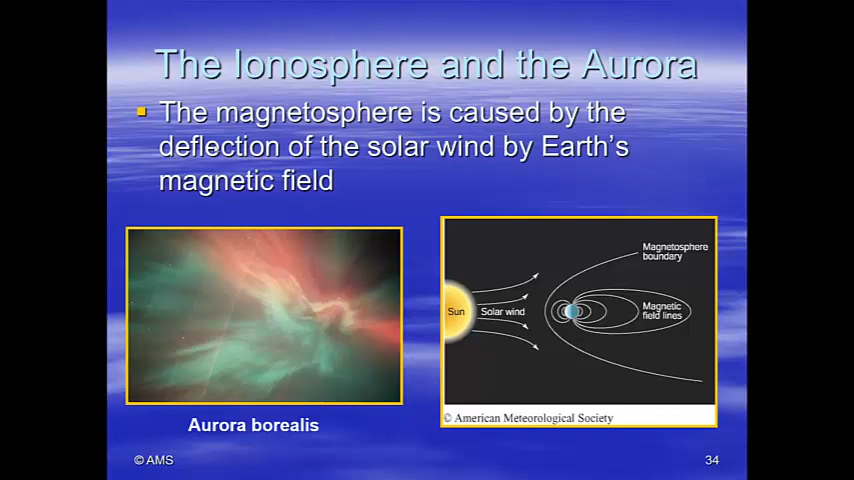 The Ionosphere and the Aurora
The magnetosphere is caused by the
deflection of the solar wind by Earth's
magnetic field
Magnetosphere
boundary
Sun
Solar wind
Magnetic
field lines
© American Meteorological Society
Aurora borealis
© AMS
34